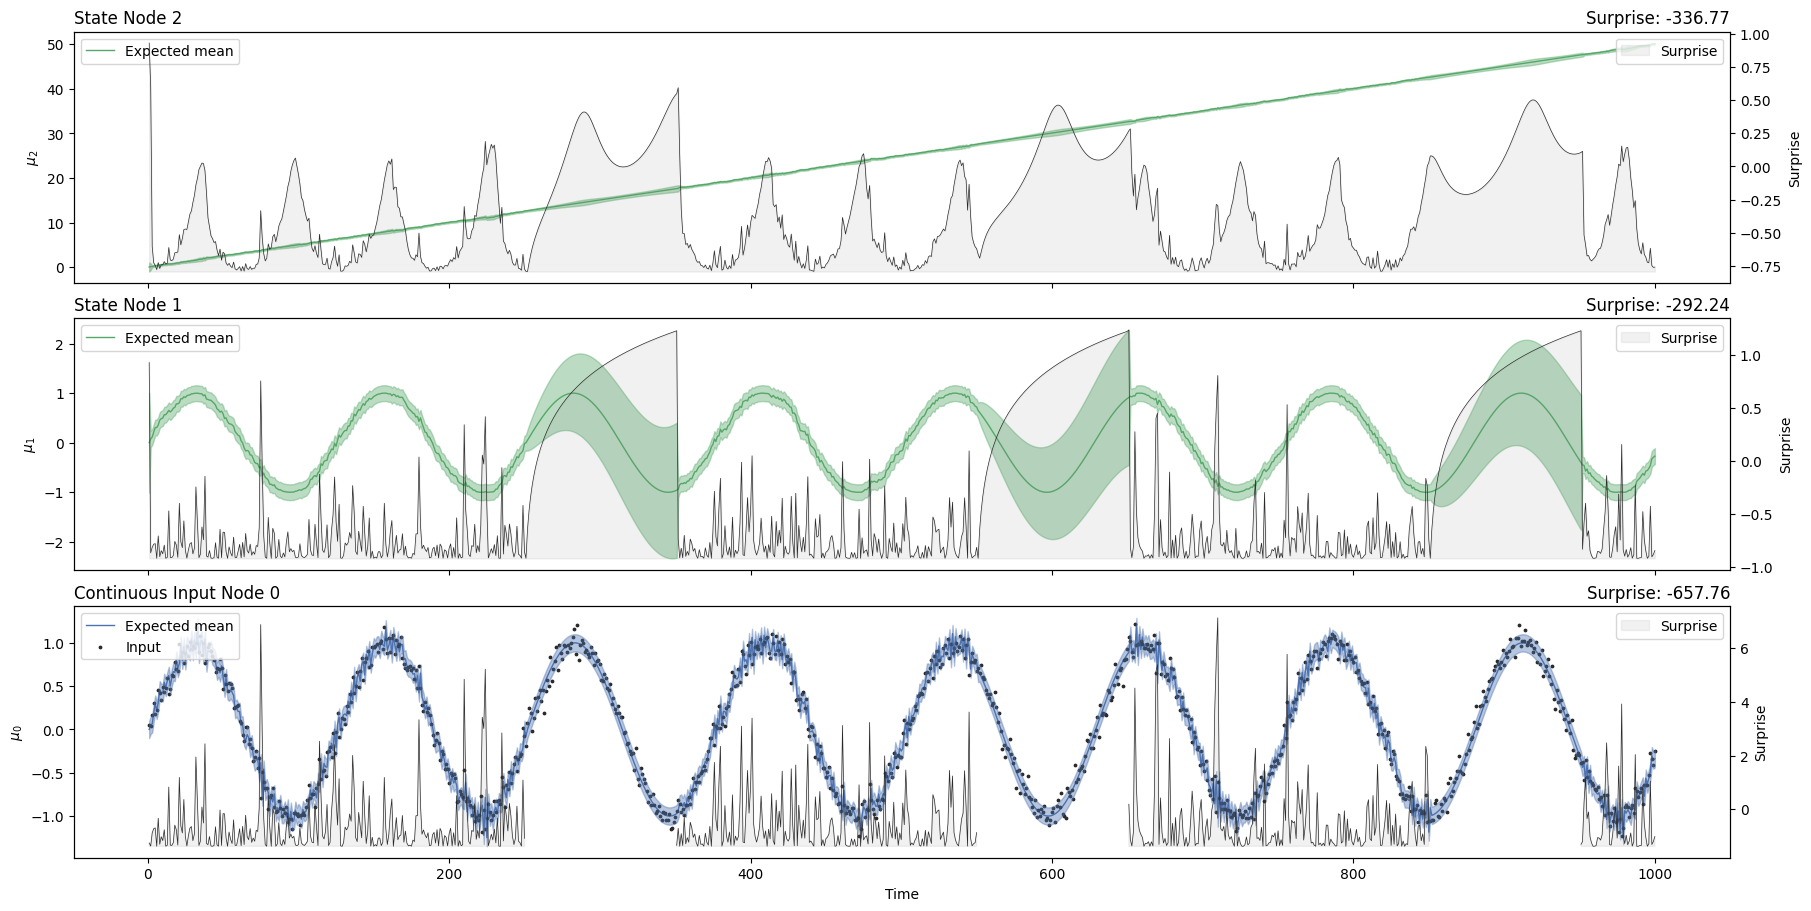 State Node 2
Surprise: -336.77
Expected mean
Surprise
50
40
30
20
10
0
μ2
1.00
0.75
0.50
0.25
0.00
−0.25
−0.50
−0.75
Surprise
State Node 1
Surprise: -292.24
Expected mean
Surprise
2
1
0
−1
−2
μ1
1.0
0.5
0.0
−0.5
−1.0
Surprise
Continuous Input Node 0
Surprise: -657.76
Expected mean
Input
Surprise
1.0
0.5
0.0
−0.5
−1.0
μ0
6
4
2
0
Surprise
0 200 400 600 800 1000
Time